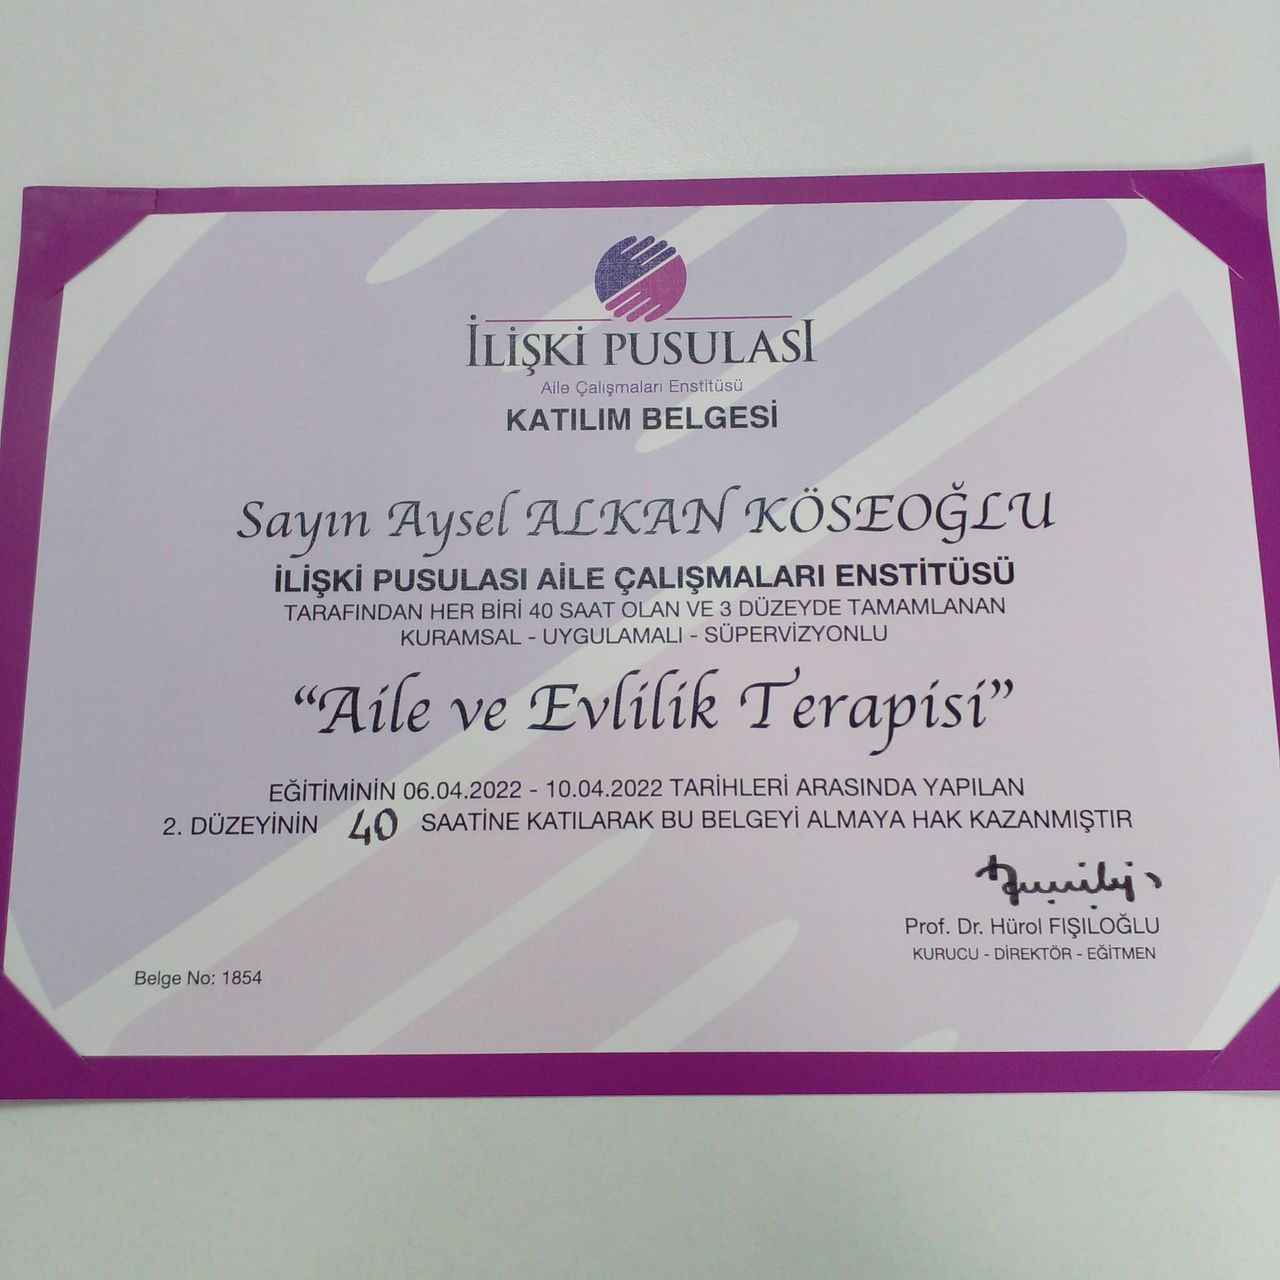 İLİŞKİ PUSULASI
Aile Çalışmaları Enstitüsü
KATILIM BELGESİ
Sayın Aysel ALKAN KÖSEOĞLU
İLİŞKİ PUSULASI AİLE ÇALIŞMALARI ENSTİTÜSÜ
TARAFINDAN HER BİRİ 40 SAAT OLAN VE 3 DÜZEYDE TAMAMLANAN
KURAMSAL - UYGULAMALI - SÜPERVİZYONLU
“Aile ve Evlilik Terapisi”
EĞİTİMİNİN 06.04.2022 - 10.04.2022 TARİHLERİ ARASINDA YAPILAN
2. DÜZEYİNİN 40 SAATİNE KATILARAK BU BELGEYİ ALMAYA HAK KAZANMIŞTIR
Prof. Dr. Hürol FIŞILOĞLU
KURUCU - DİREKTÖR - EĞİTMEN
Belge No: 1854